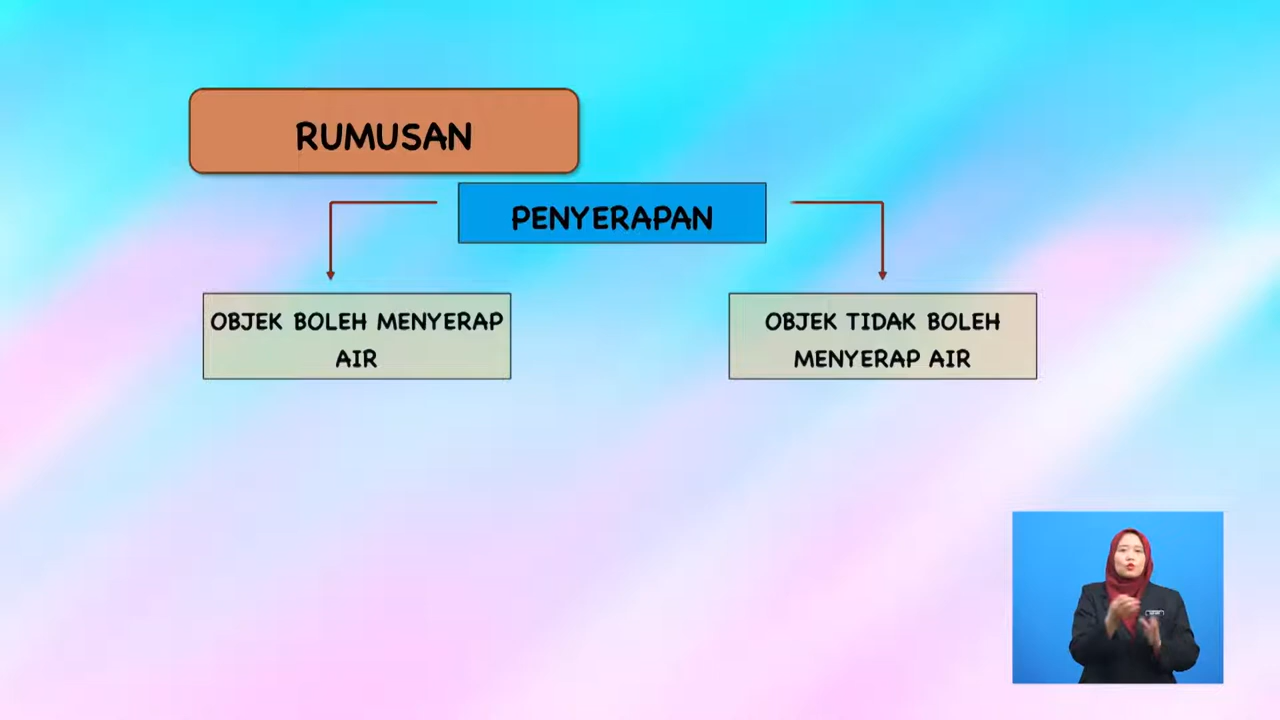 RUMUSAN
PENYERAPAN
OBJEK BOLEH MENYERAP
AIR
OBJEK TIDAK BOLEH
MENYERAP AIR